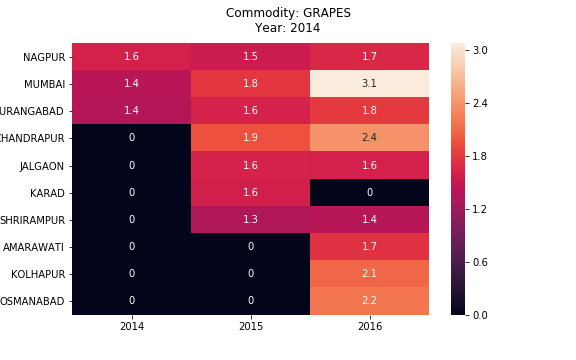 Commodity: GRAPES
Year: 2014
NAGPUR 1.6 1.5 1.7
MUMBAI 1.4 1.8 3.1
URANGABAD 1.4 1.6 1.8
HANDRAPUR 0 1.9 2.4
JALGAON 0 1.6 1.6
KARAD 0 1.6 0
SHRIRAMPUR 0 1.3 1.4
AMARAWATI 0 0 1.7
KOLHAPUR 0 0 2.1
OSMANABAD 0 0 2.2
2014 2015 2016
3.0
2.4
1.8
1.2
0.6
0.0